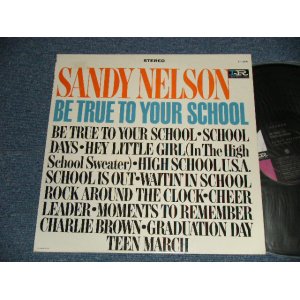 STEREO
SANDY NELSON
BE TRUE TO YOUR SCHOOL
BE TRUE TO YOUR SCHOOL • SCHOOL
DAYS • HEY LITTLE GIRL (In The High
School Sweater) • HIGH SCHOOL U.S.A.
SCHOOL IS OUT • WAITIN' IN SCHOOL
ROCK AROUND THE CLOCK • CHEER
LEADER • MOMENTS TO REMEMBER
CHARLIE BROWN • GRADUATION DAY
TEEN MARCH